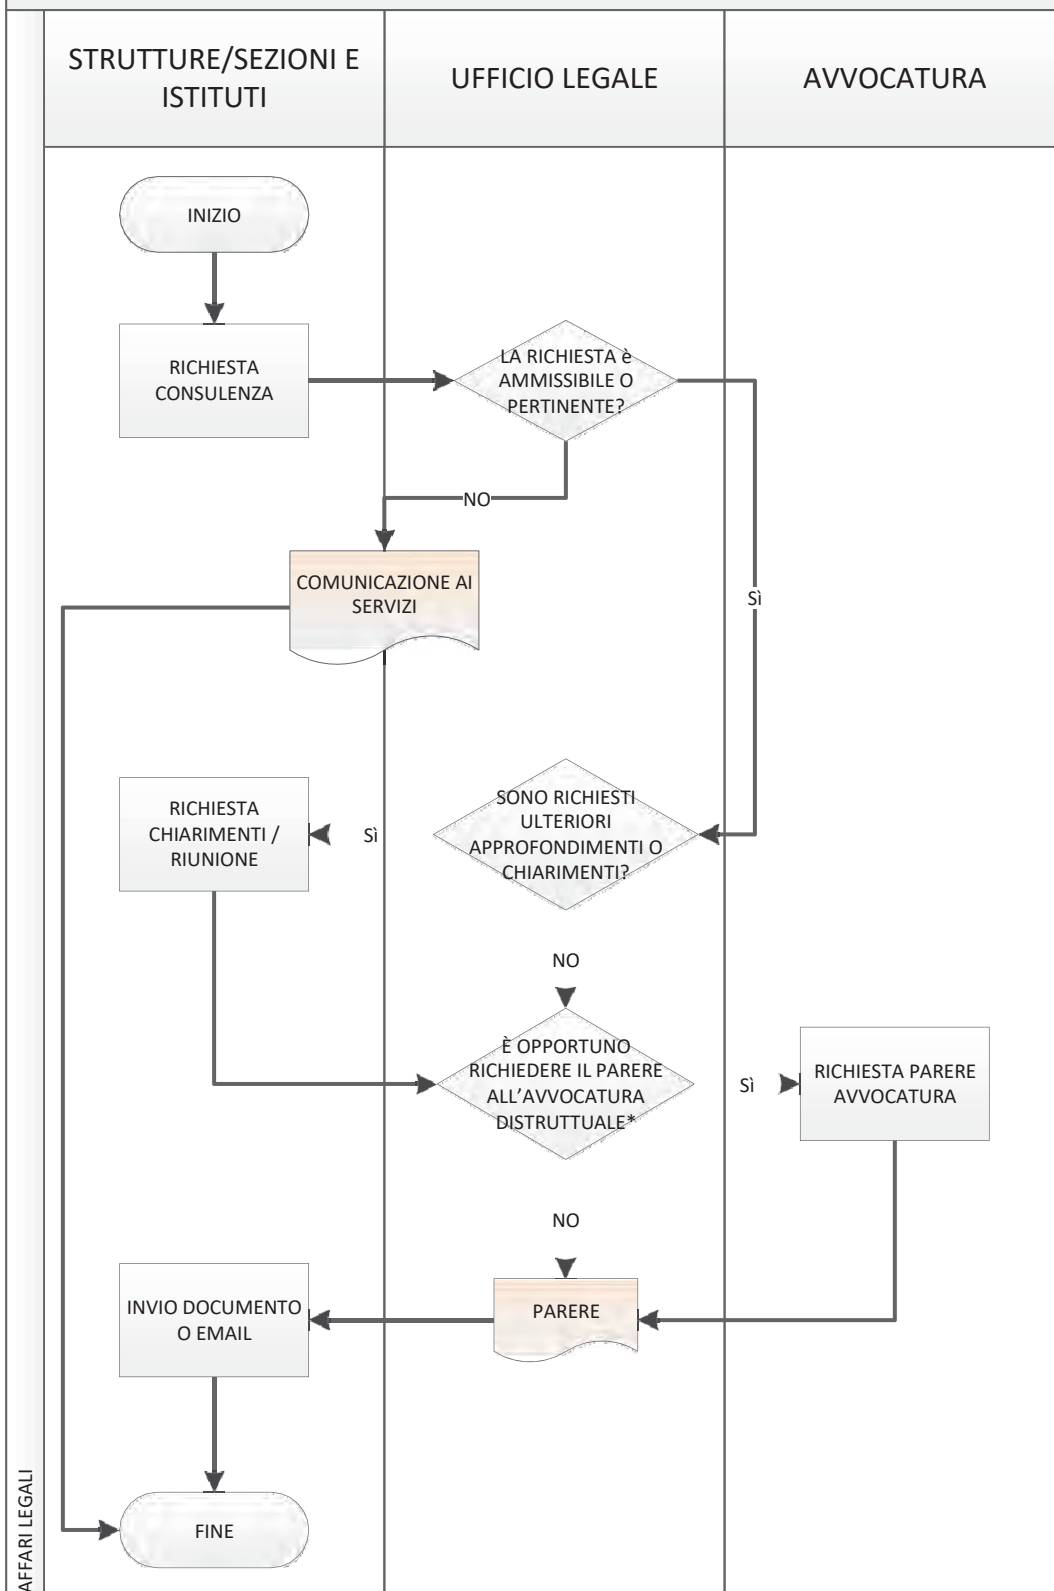 STRUTTURE/SEZIONI E
ISTITUTI
UFFICIO LEGALE
AVVOCATURA
INIZIO
RICHIESTA
CONSULENZA
LA RICHIESTA è
AMMISSIBILE O
PERTINENTE?
NO
COMUNICAZIONE AI
SERVIZI
Sì
RICHIESTA
CHIARIMENTI /
RIUNIONE
Sì
SONO RICHIESTI
ULTERIORI
APPROFONDIMENTI O
CHIARIMENTI?
NO
È OPPORTUNO
RICHIEDERE IL PARERE
ALL’AVVOCATURA
DISTRUTTUALE*
Sì
RICHIESTA PARERE
AVVOCATURA
NO
INVIO DOCUMENTO
O EMAIL
PARERE
FINE
AFFARI LEGALI